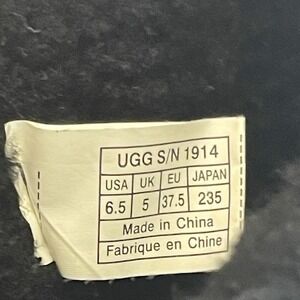 UGG S/N 1914
USA UK EU JAPAN
6.5 5 37.5 235
Made in China
Fabrique en Chine